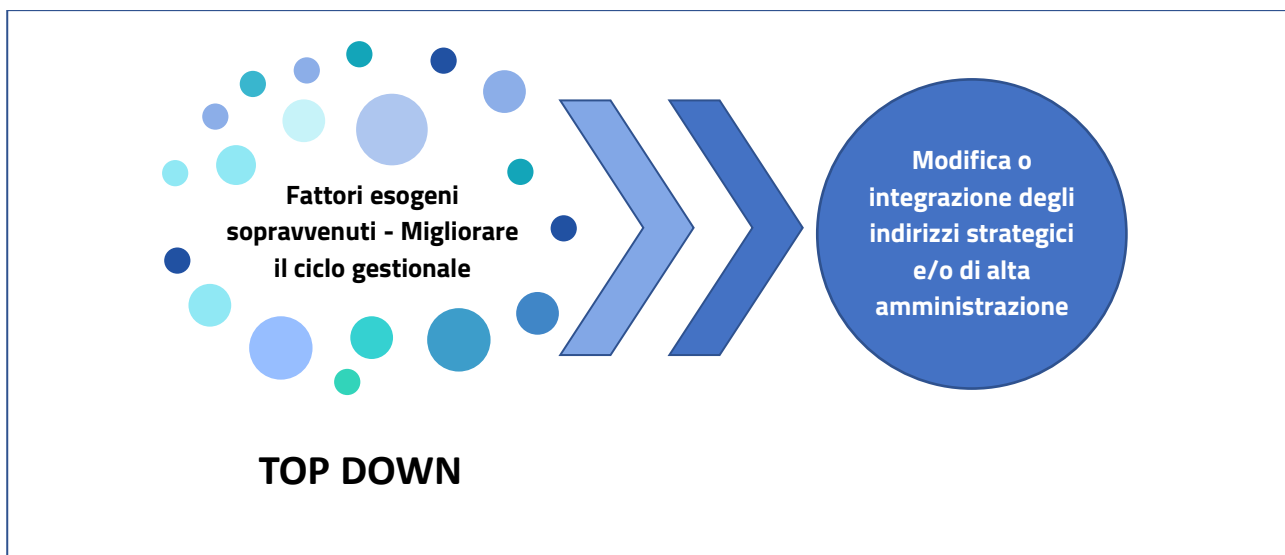 Fattori esogeni
sopravvenuti - Migliorare
il ciclo gestionale
Modifica o
integrazione degli
indirizzi strategici
e/o di alta
amministrazione
TOP DOWN